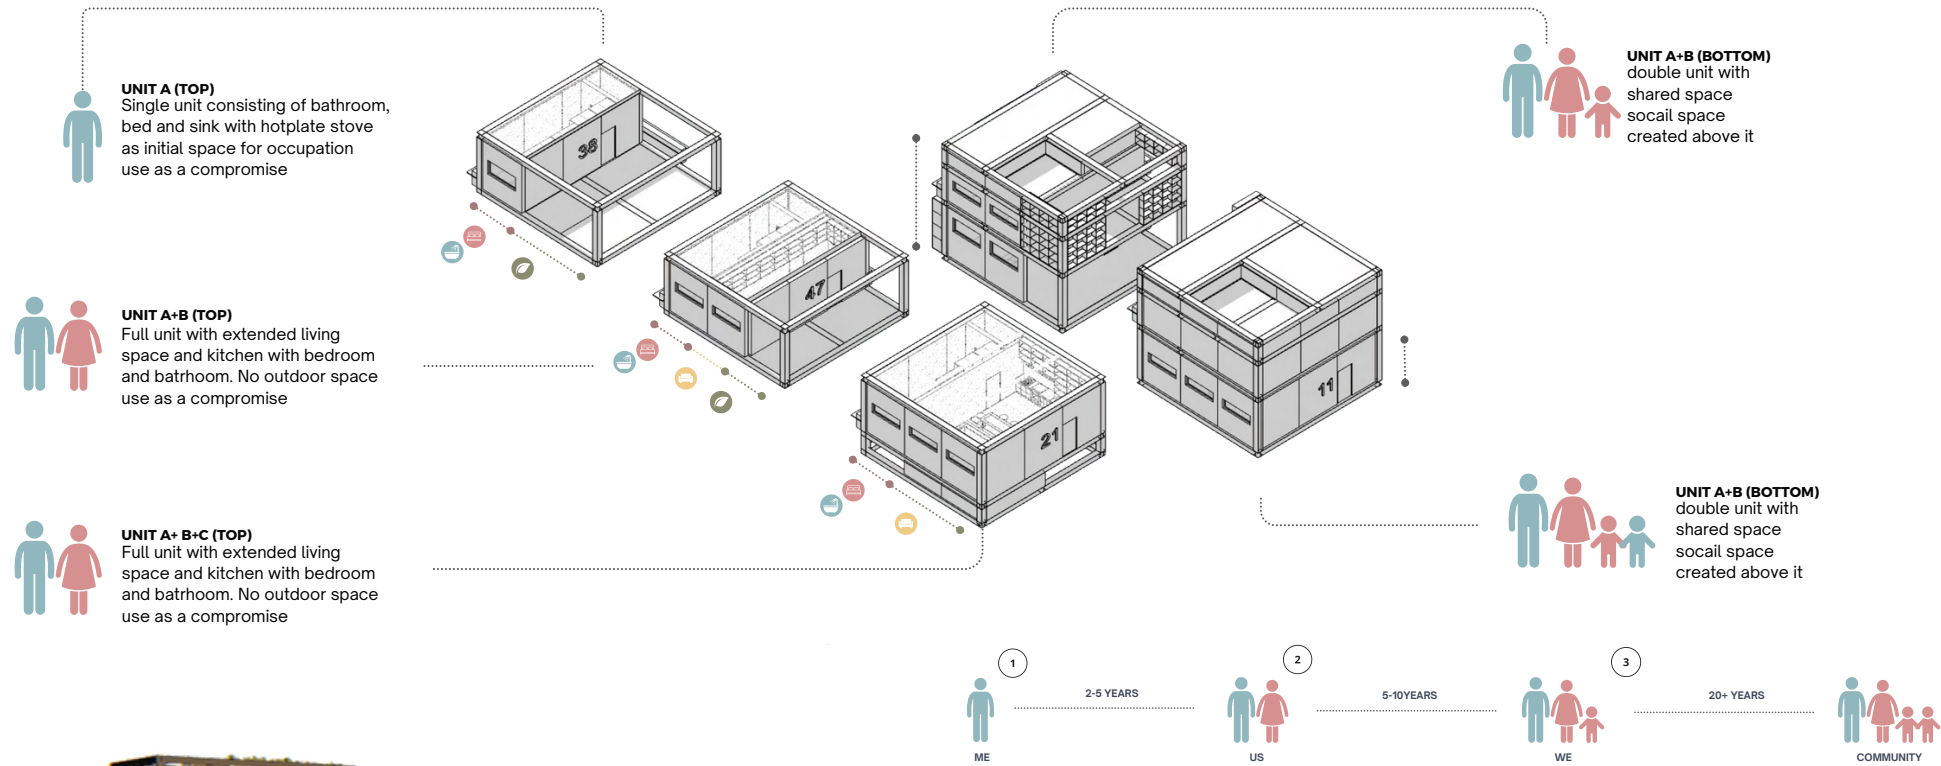 UNIT A (TOP)
Single unit consisting of bathroom,
bed and sink with hotplate stove
as initial space for occupation
use as a compromise
UNIT A+B (TOP)
Full unit with extended living
space and kitchen with bedroom
and batrhoom. No outdoor space
use as a compromise
UNIT A+ B+C (TOP)
Full unit with extended living
space and kitchen with bedroom
and batrhoom. No outdoor space
use as a compromise
38
47
21
11
UNIT A+B (BOTTOM)
double unit with
shared space
socail space
created above it
UNIT A+B (BOTTOM)
double unit with
shared space
socail space
created above it
1
2
3
2-5 YEARS
5-10YEARS
20+ YEARS
ME
US
WE
COMMUNITY